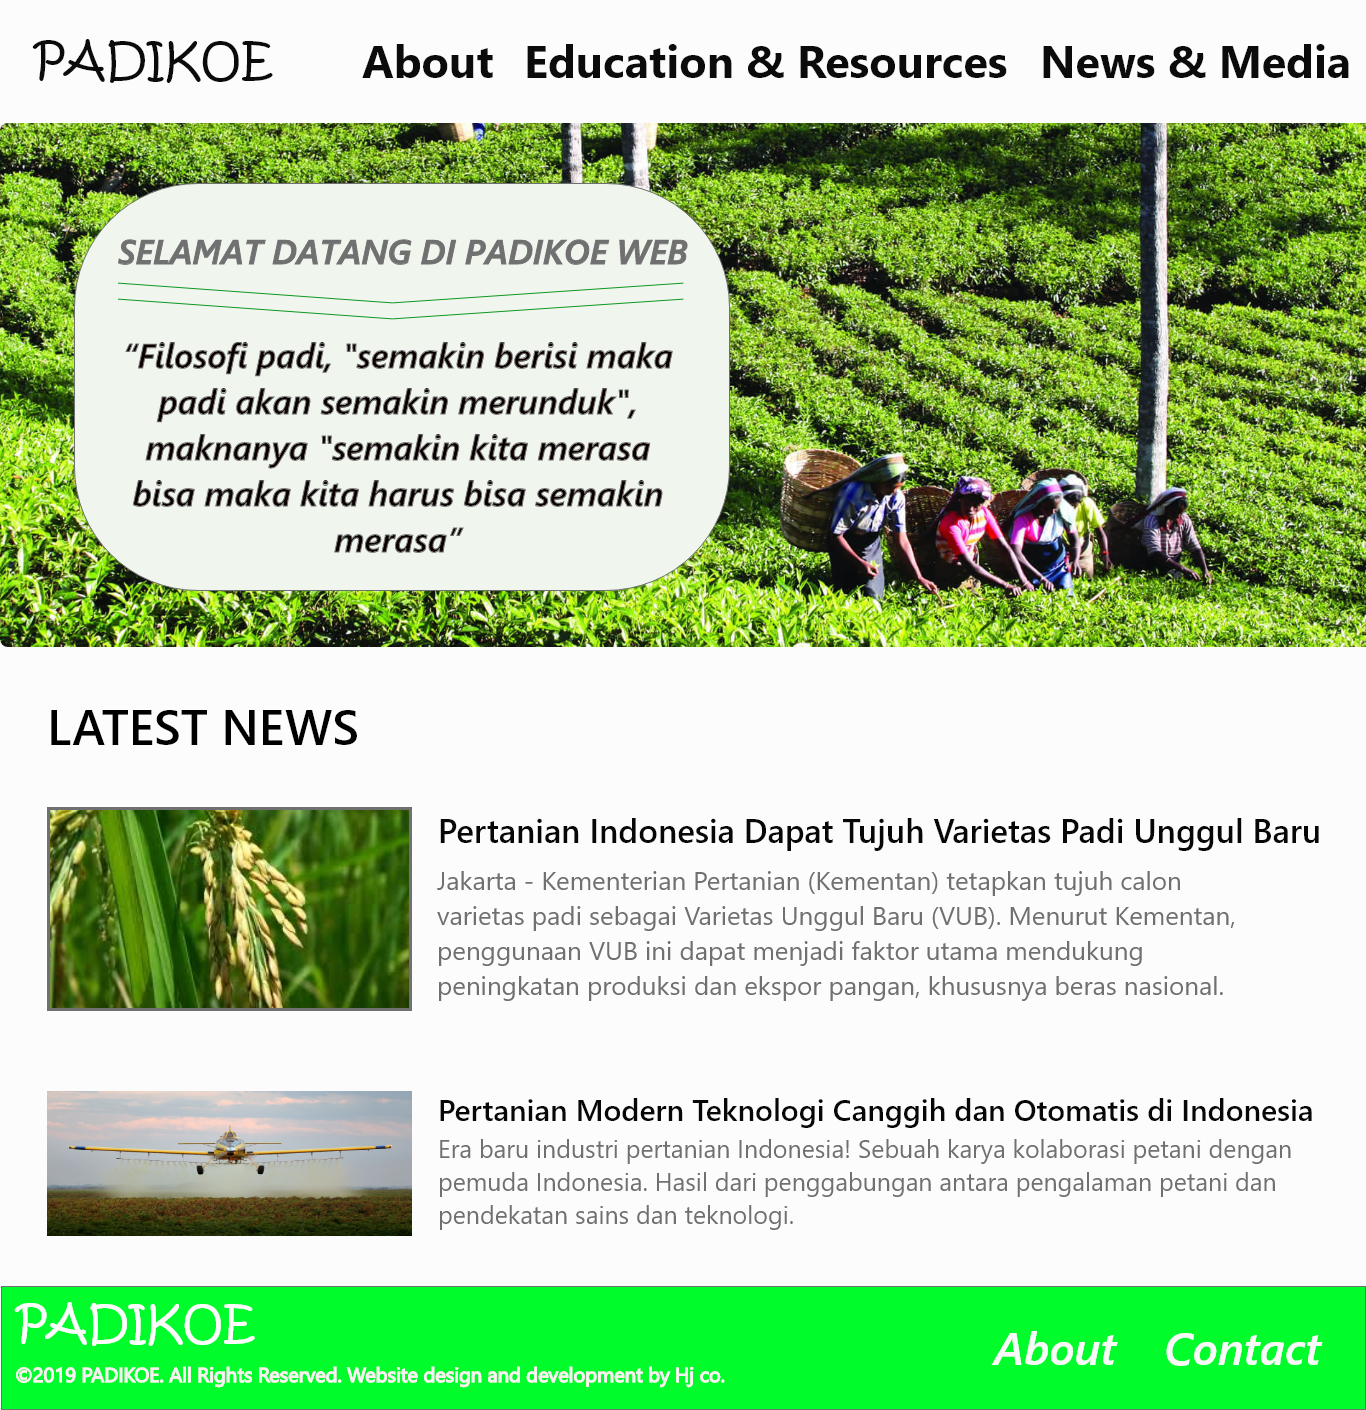 PADIKOE
About Education & Resources News & Media
SELAMAT DATANG DI PADIKOE WEB
“Filosofi padi, "semakin berisi maka
padi akan semakin merunduk",
maknanya "semakin kita merasa
bisa maka kita harus bisa semakin
merasa”
LATEST NEWS
Pertanian Indonesia Dapat Tujuh Varietas Padi Unggul Baru
Jakarta - Kementerian Pertanian (Kementan) tetapkan tujuh calon
varietas padi sebagai Varietas Unggul Baru (VUB). Menurut Kementan,
penggunaan VUB ini dapat menjadi faktor utama mendukung
peningkatan produksi dan ekspor pangan, khususnya beras nasional.
Pertanian Modern Teknologi Canggih dan Otomatis di Indonesia
Era baru industri pertanian Indonesia! Sebuah karya kolaborasi petani dengan
pemuda Indonesia. Hasil dari penggabungan antara pengalaman petani dan
pendekatan sains dan teknologi.
PADIKOE
©2019 PADIKOE. All Rights Reserved. Website design and development by Hj co.
About Contact